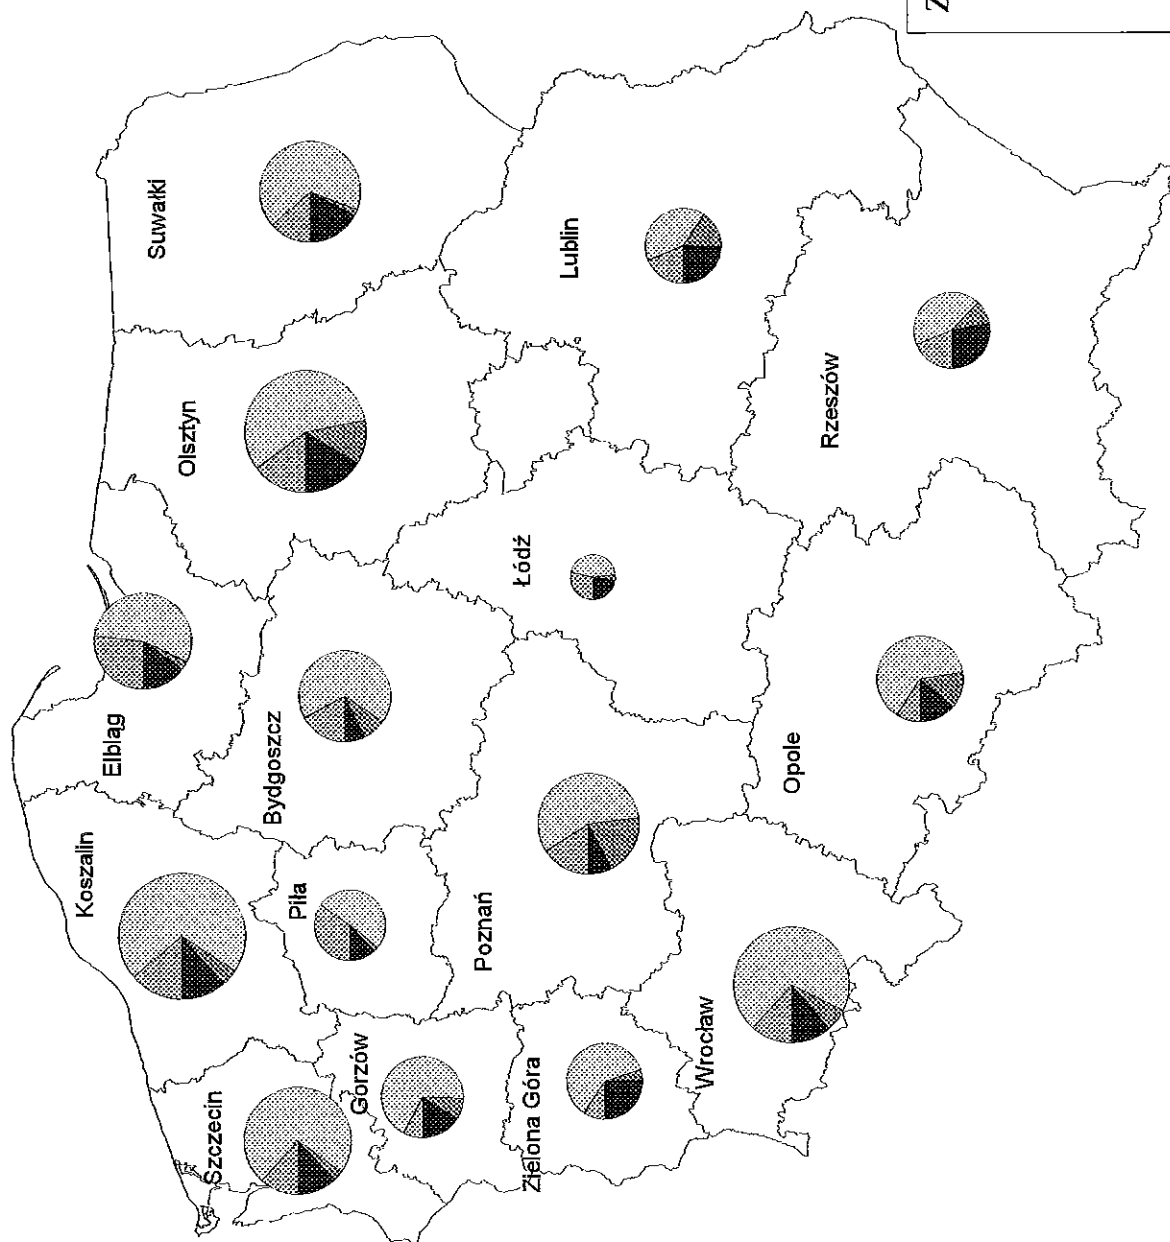 Suwałki
Olsztyn
Elbląg
Koszalin
Szczecin
Lublin
Bydgoszcz
Piła
Gorzów
Łódź
Poznań
Zielona Góra
Rzeszów
Opole
Wrocław
Z